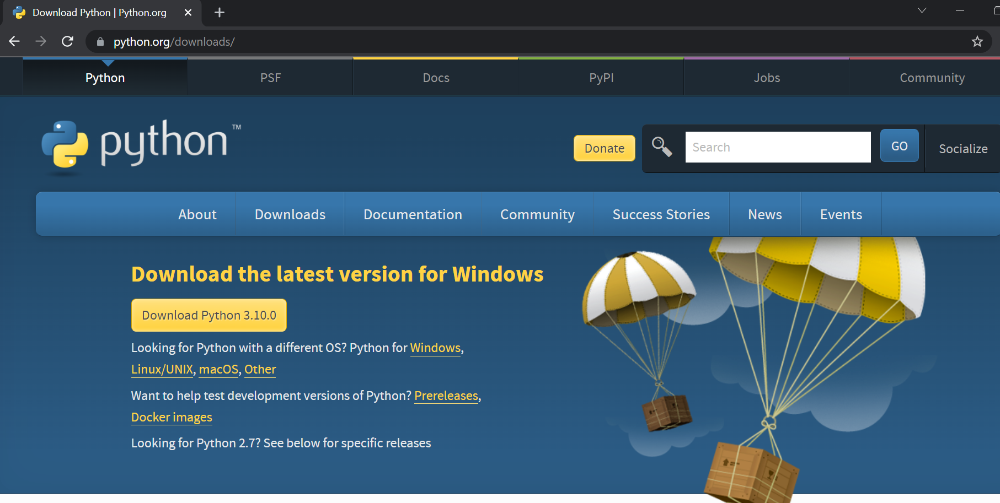 Download Python | Python.org
python.org/downloads/
Python PSF Docs PyPI Jobs Community
python™
Donate Search GO Socialize
About Downloads Documentation Community Success Stories News Events
Download the latest version for Windows
Download Python 3.10.0
Looking for Python with a different OS? Python for Windows,
Linux/UNIX, macOS, Other
Want to help test development versions of Python? Prereleases,
Docker images
Looking for Python 2.7? See below for specific releases